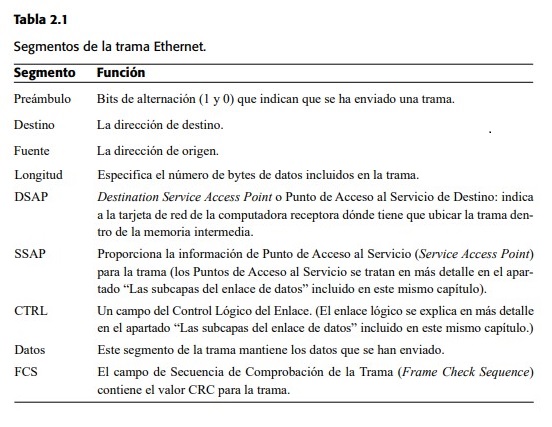 Tabla 2.1
Segmentos de la trama Ethernet.
Segmento Función
Preámbulo Bits de alternación (1 y 0) que indican que se ha enviado una trama.
Destino La dirección de destino.
Fuente La dirección de origen.
Longitud Especifica el número de bytes de datos incluidos en la trama.
DSAP Destination Service Access Point o Punto de Acceso al Servicio de Destino: indica
a la tarjeta de red de la computadora receptora dónde tiene que ubicar la trama den-
tro de la memoria intermedia.
SSAP Proporciona la información de Punto de Acceso al Servicio (Service Access Point)
para la trama (los Puntos de Acceso al Servicio se tratan en más detalle en el apar-
tado “Las subcapas del enlace de datos” incluido en este mismo capítulo).
CTRL Un campo del Control Lógico del Enlace. (El enlace lógico se explica en más detalle
en el apartado “Las subcapas del enlace de datos” incluido en este mismo capítulo.)
Datos Este segmento de la trama mantiene los datos que se han enviado.
FCS El campo de Secuencia de Comprobación de la Trama (Frame Check Sequence)
contiene el valor CRC para la trama.